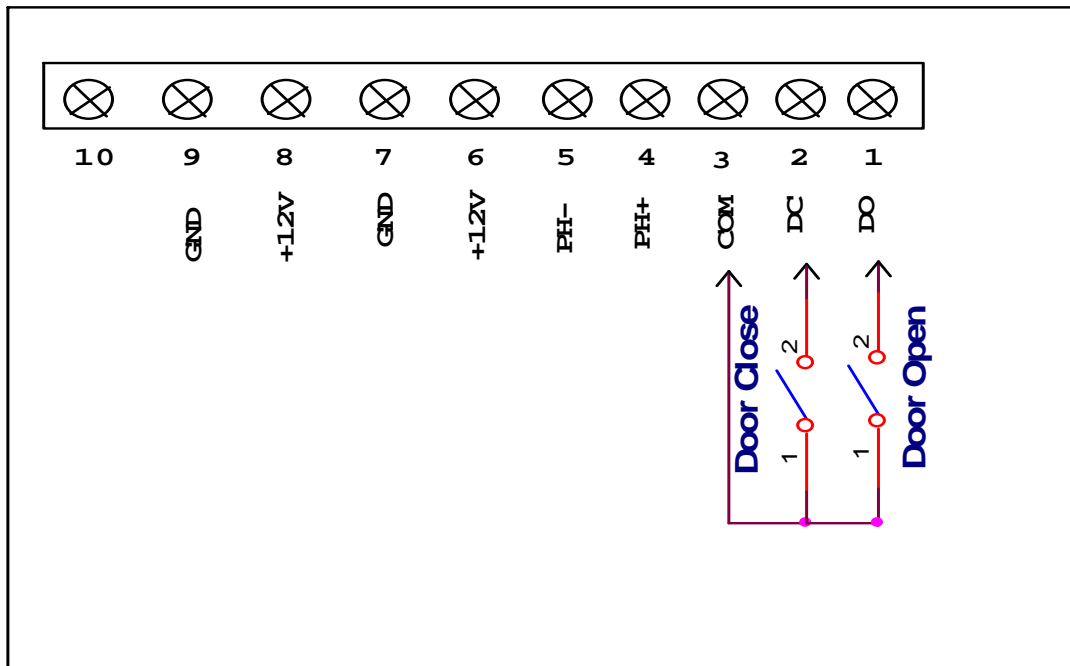 10 9 8 7 6 5 4 3 2 1
GND +12V GND +12V PH- PH+ COM DC DO
Door Close
2
1
2
1
Door Open